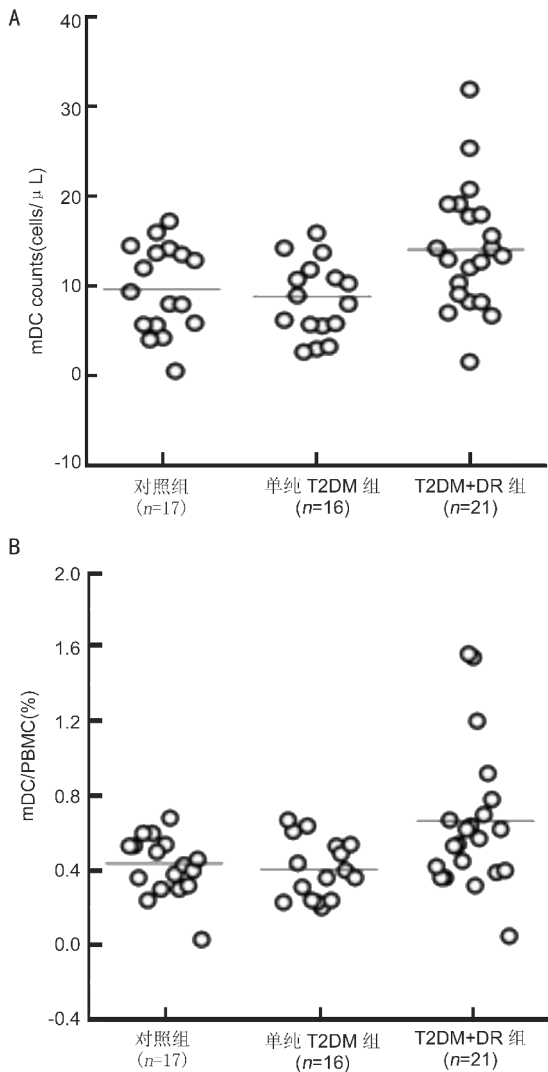 A
40
30
20
10
0
-10
mDC counts(cells/μL)
对照组 单纯 T2DM 组 T2DM+DR 组
(n=17) (n=16) (n=21)
B
2.0
1.6
1.2
0.8
0.4
0.0
-0.4
mDC/PBMC(%)
对照组 单纯 T2DM 组 T2DM+DR 组
(n=17) (n=16) (n=21)